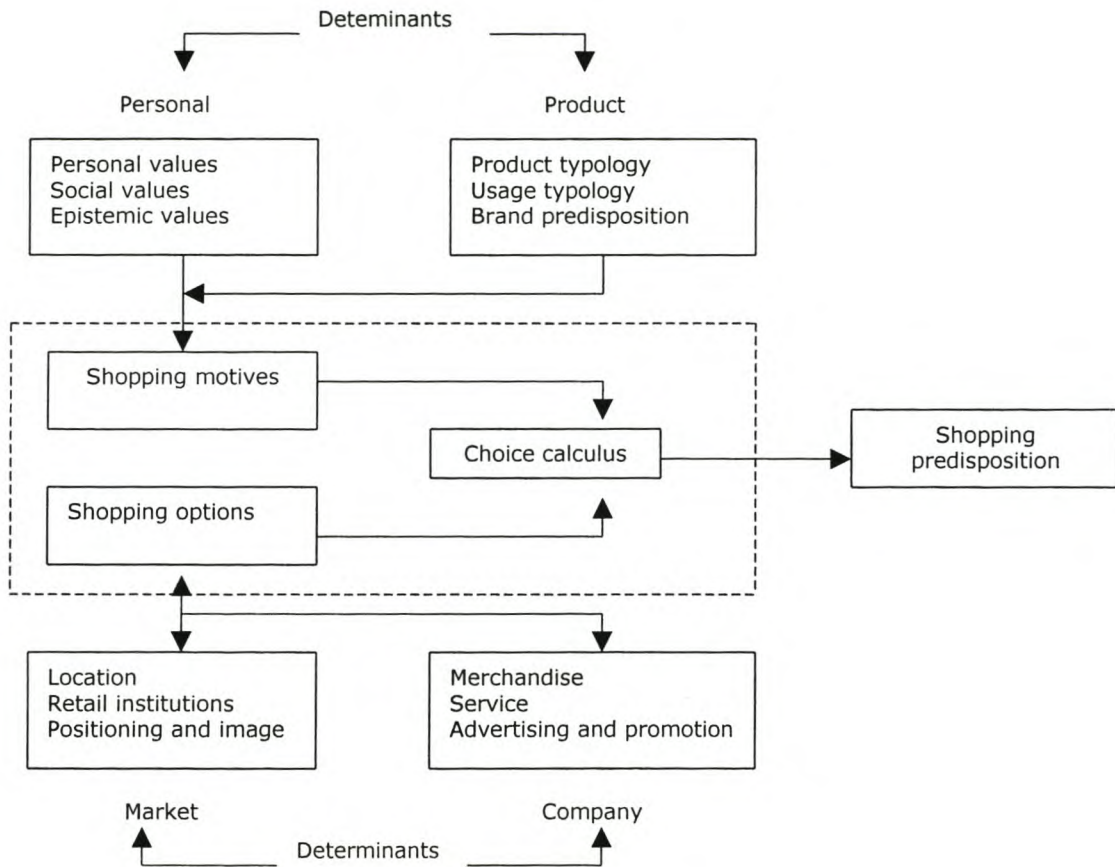 Deteminants
Personal
Product
Personal values
Social values
Epistemic values
Product typology
Usage typology
Brand predisposition
Shopping motives
Choice calculus
Shopping
predisposition
Shopping options
Location
Retail institutions
Positioning and image
Merchandise
Service
Advertising and promotion
Market
Company
Determinants